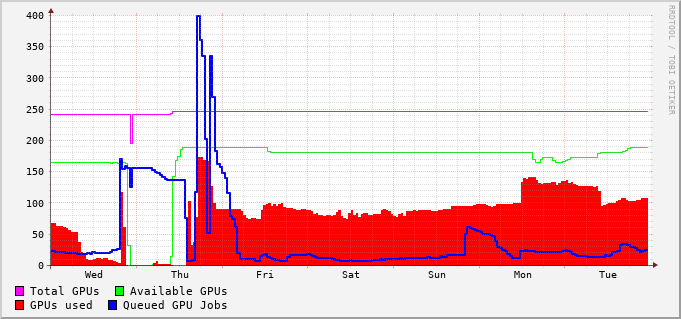 400
350
300
250
200
150
100
50
0
Wed Thu Fri Sat Sun Mon Tue
Total GPUs Available GPUs
GPUs used Queued GPU Jobs
RRDTOOL / TOBI OETIKER